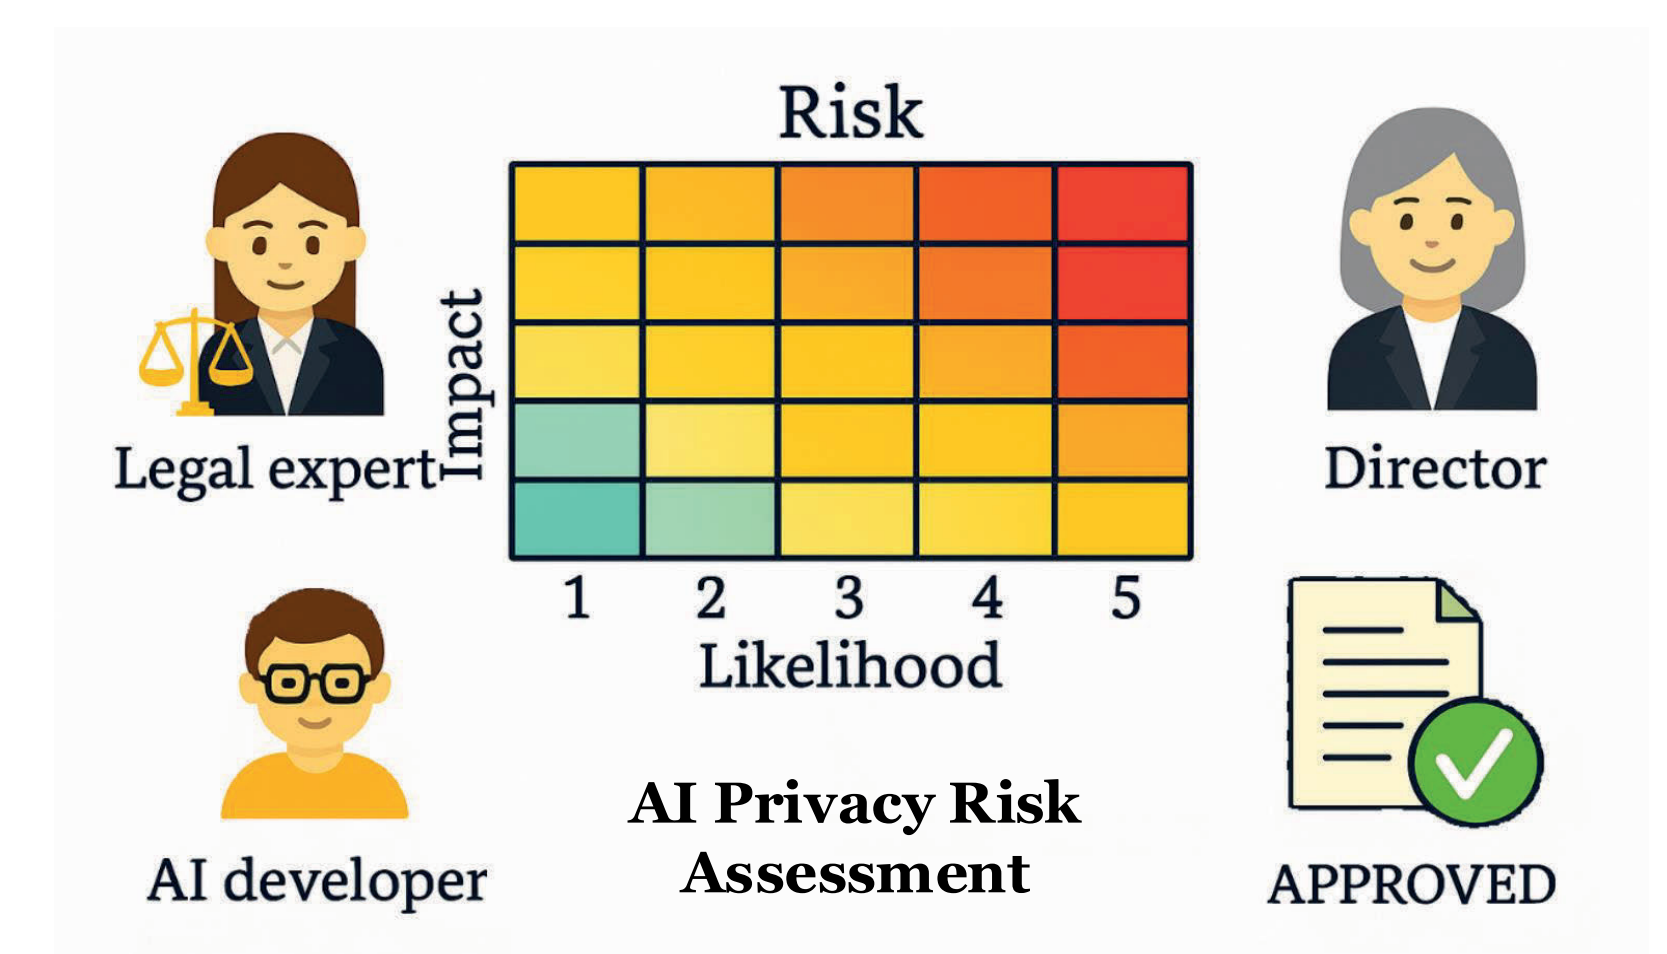 Risk
Impact
Legal expert
Director
1 2 3 4 5
Likelihood
AI Privacy Risk
Assessment
AI developer
APPROVED